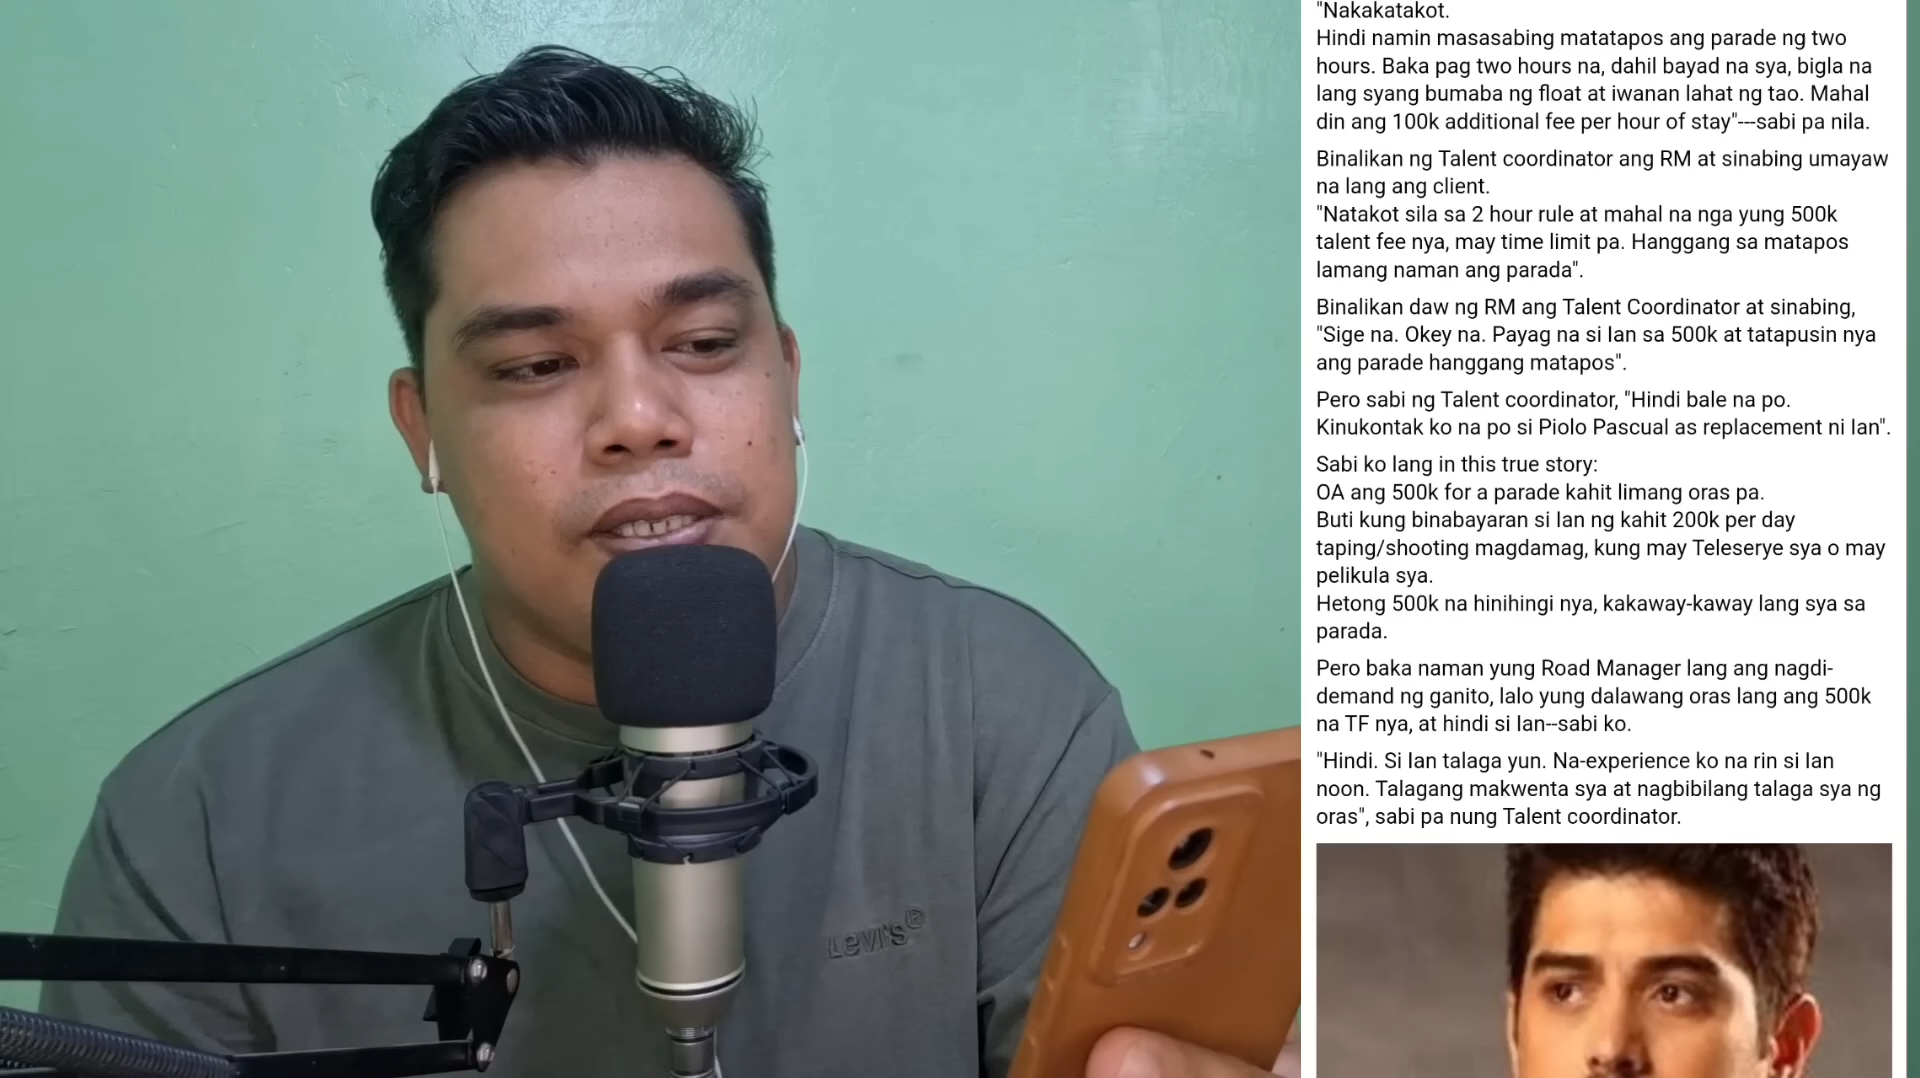 "Nakakatakot.
Hindi namin masasabing matatapos ang parade ng two
hours. Baka pag two hours na, dahil bayad na sya, bigla na
lang syang bumaba ng float at iwanan lahat ng tao. Mahal
din ang 100k additional fee per hour of stay"---sabi pa nila.
Binalikan ng Talent coordinator ang RM at sinabing umayaw
na lang ang client.
"Natakot sila sa 2 hour rule at mahal na nga yung 500k
talent fee nya, may time limit pa. Hanggang sa matapos
lamang naman ang parada".
Binalikan daw ng RM ang Talent Coordinator at sinabing,
"Sige na. Okey na. Payag na si Ian sa 500k at tatapusin nya
ang parade hanggang matapos".
Pero sabi ng Talent coordinator, "Hindi bale na po.
Kinukontak ko na po si Piolo Pascual as replacement ni Ian".
Sabi ko lang in this true story:
OA ang 500k for a parade kahit limang oras pa.
Buti kung binabayaran si Ian ng kahit 200k per day
taping/shooting magdamag, kung may Teleserye sya o may
pelikula sya.
Hetong 500k na hinihingi nya, kakaway-kaway lang sya sa
parada.
Pero baka naman yung Road Manager lang ang nagdi-
demand ng ganito, lalo yung dalawang oras lang ang 500k
na TF nya, at hindi si Ian--sabi ko.
"Hindi. Si Ian talaga yun. Na-experience ko na rin si Ian
noon. Talagang makwenta sya at nagbibilang talaga sya ng
oras", sabi pa nung Talent coordinator.
Levi's®